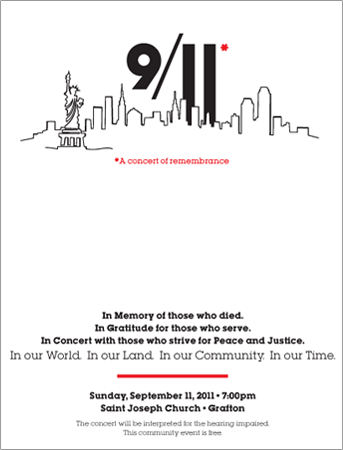 9/11*
*A concert of remembrance
In Memory of those who died.
In Gratitude for those who serve.
In Concert with those who strive for Peace and Justice.
In our World. In our Land. In our Community. In our Time.
Sunday, September 11, 2011 • 7:00pm
Saint Joseph Church • Grafton
The concert will be interpreted for the hearing impaired.
This community event is free.